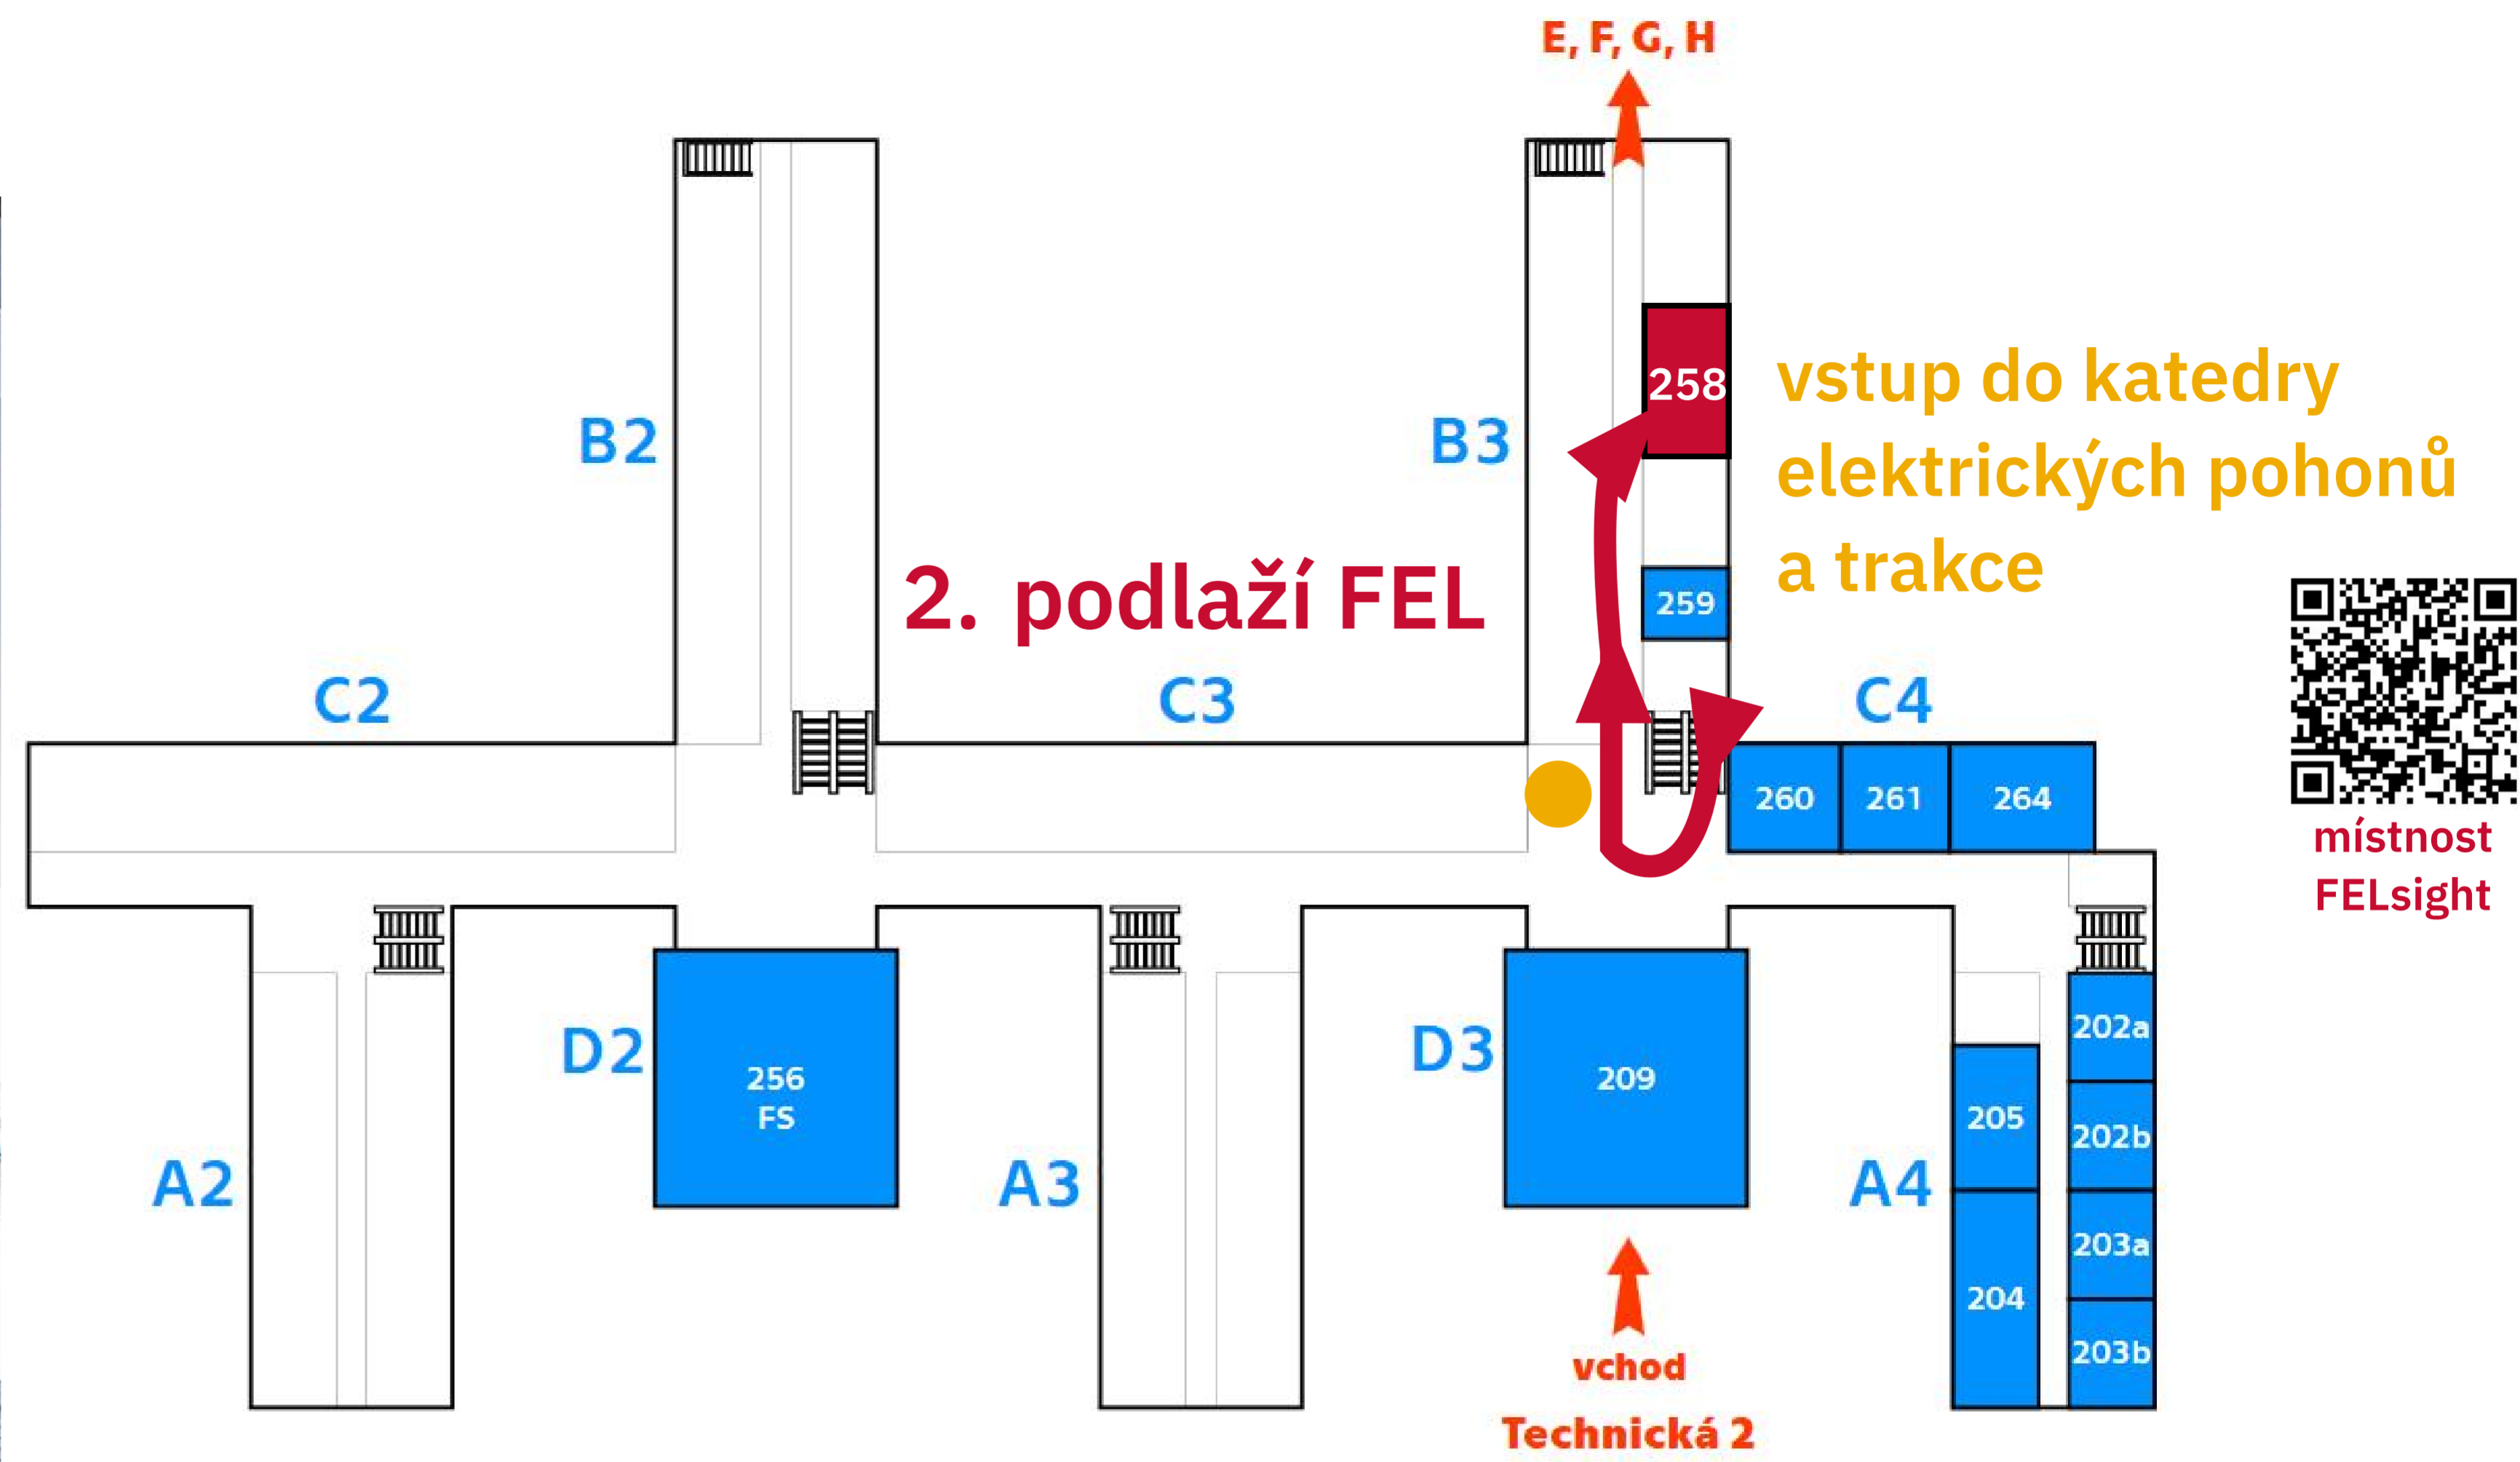 E, F, G, H
258
vstup do katedry
elektrických pohonů
a trakce
B2
B3
2. podlaží FEL
259
C2
C3
C4
260
261
264
místnost
FELsight
D2
256
FS
D3
209
202a
205
202b
A2
A3
A4
203a
204
203b
vchod
Technická 2